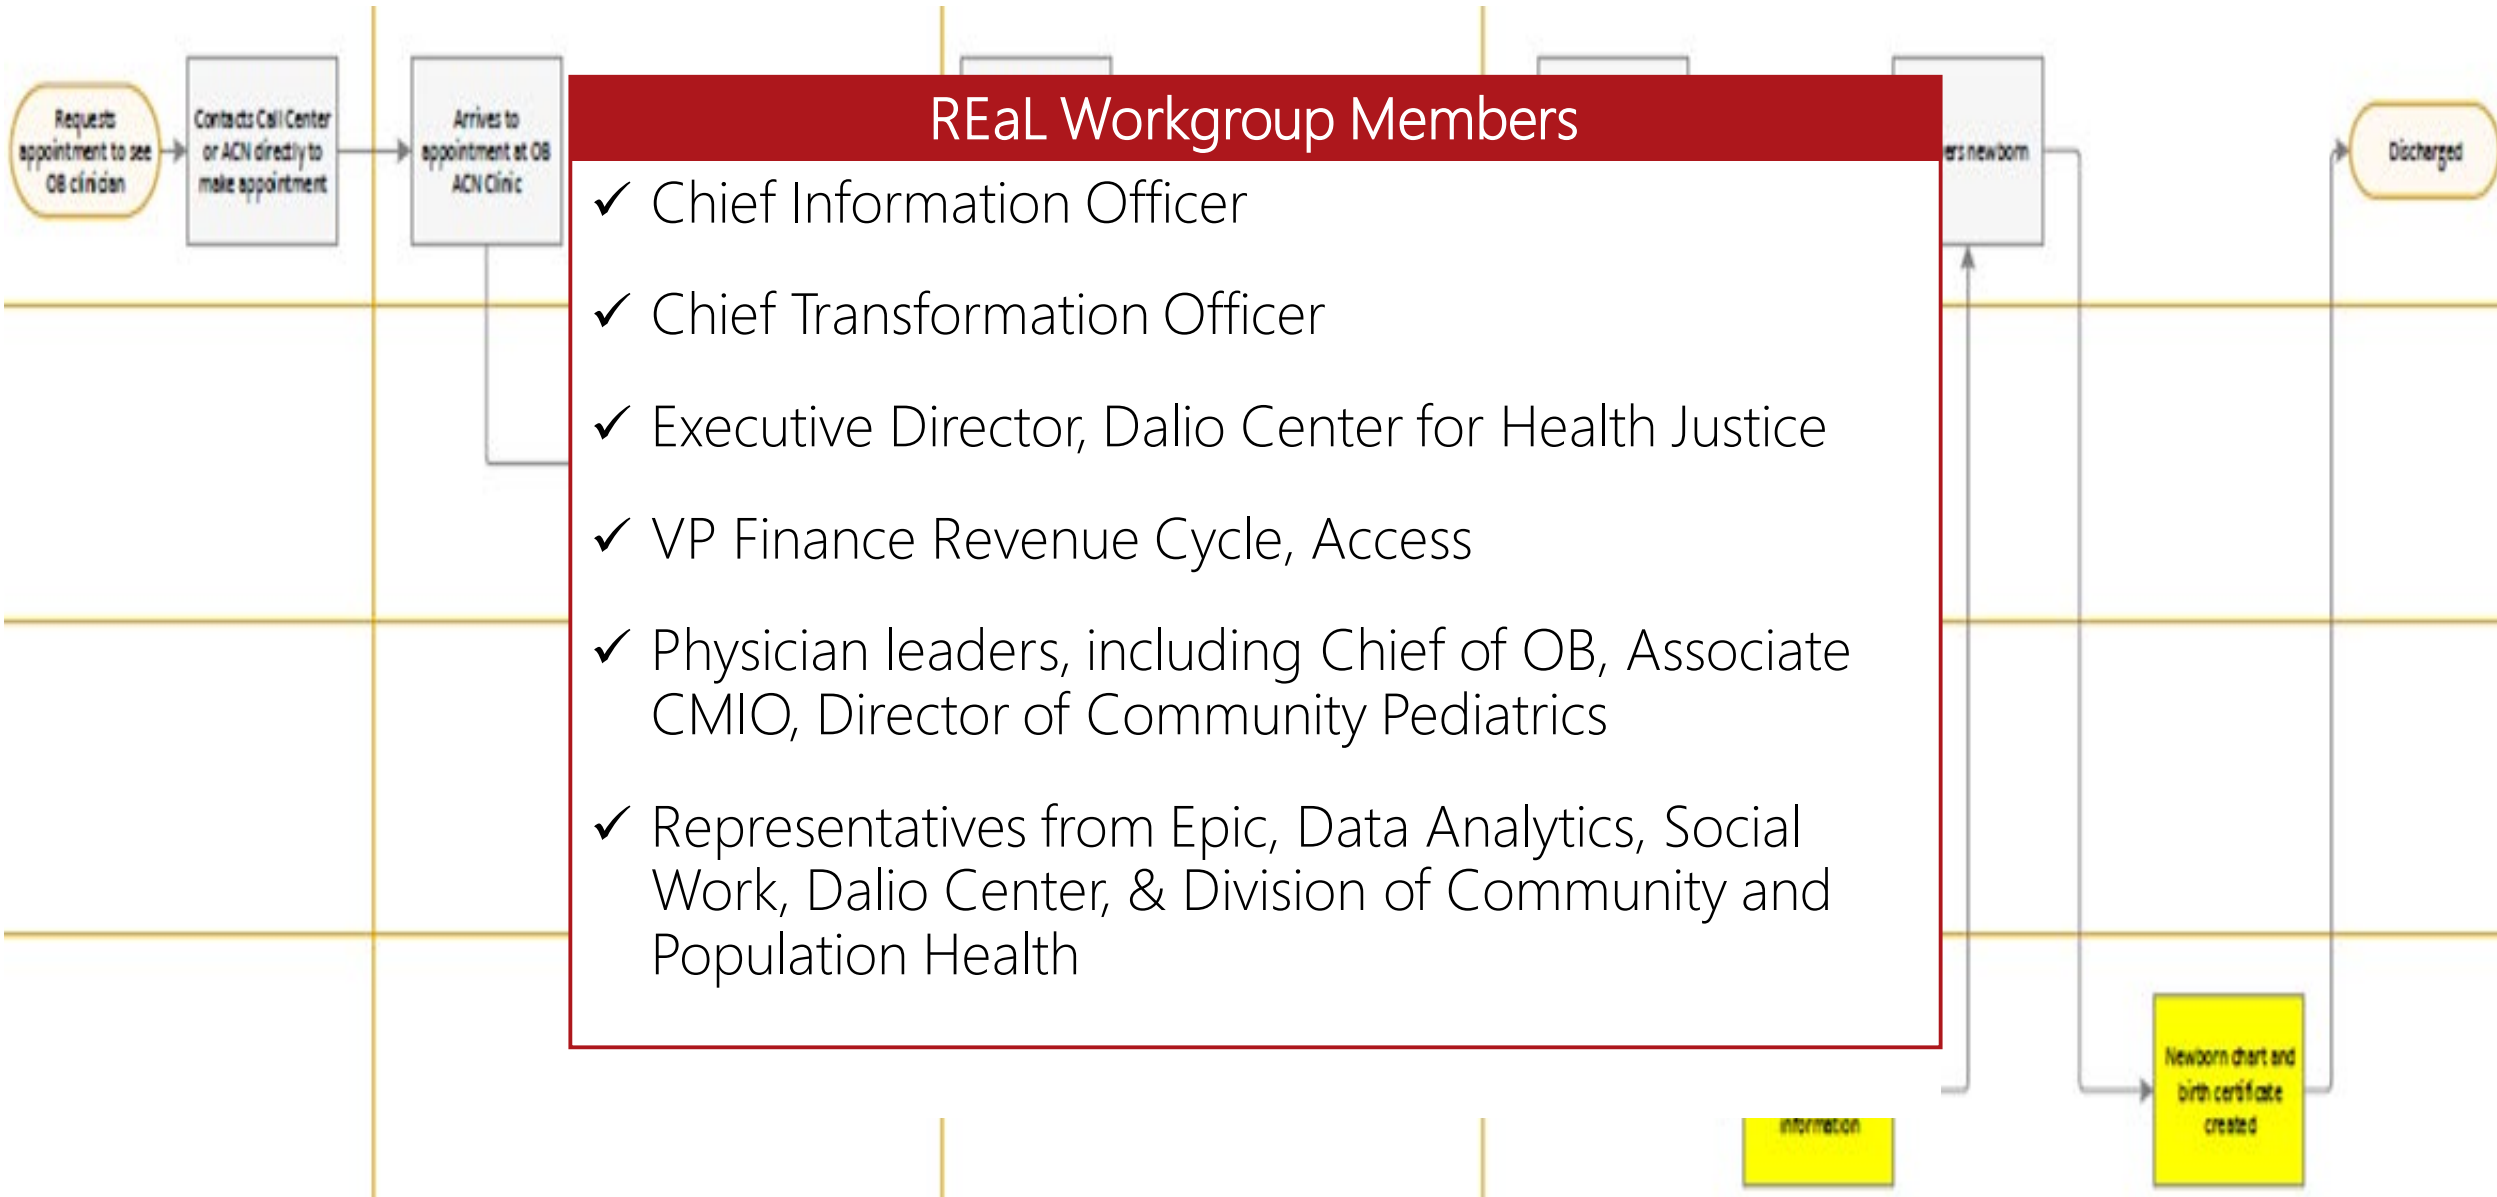 Requests
appointment to see
OB clinician
Contacts Call Center
or ACN directly to
make appointment
Arrives to
appointment at OB
ACN Clinic
REaL Workgroup Members
✓ Chief Information Officer
✓ Chief Transformation Officer
✓ Executive Director, Dalio Center for Health Justice
✓ VP Finance Revenue Cycle, Access
✓ Physician leaders, including Chief of OB, Associate
CMIO, Director of Community Pediatrics
✓ Representatives from Epic, Data Analytics, Social
Work, Dalio Center, & Division of Community and
Population Health
newborn
Discharged
information
Newborn chart and
birth certificate
created